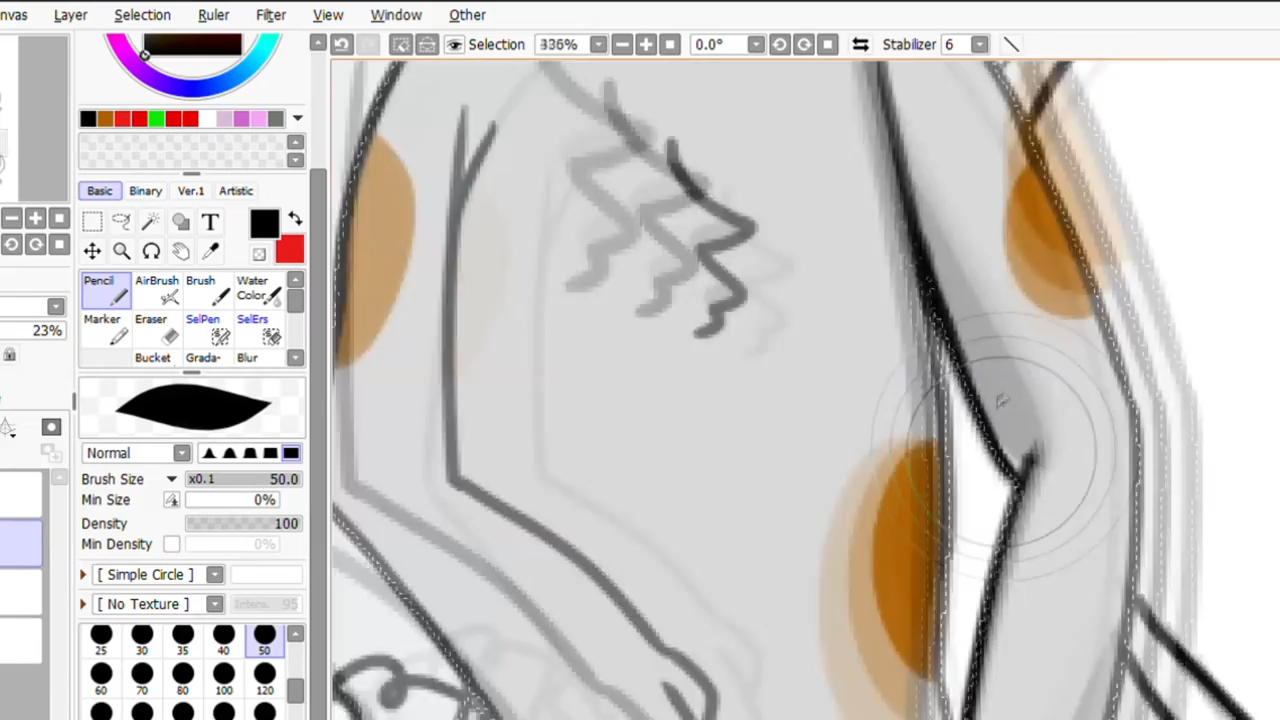 nvas Layer Selection Ruler Filter View Window Other
Selection 336% 0.0° Stabilizer 6
Basic Binary Ver.1 Artistic
T
Pencil AirBrush Brush Water Color
Marker Eraser SelPen SelErs
23%
Bucket Grada- Blur
Normal
Brush Size x0.1 50.0
Min Size 0%
Density 100
Min Density 0%
[ Simple Circle ]
[ No Texture ] Intens. 95
25 30 35 40 50
60 70 80 100 120